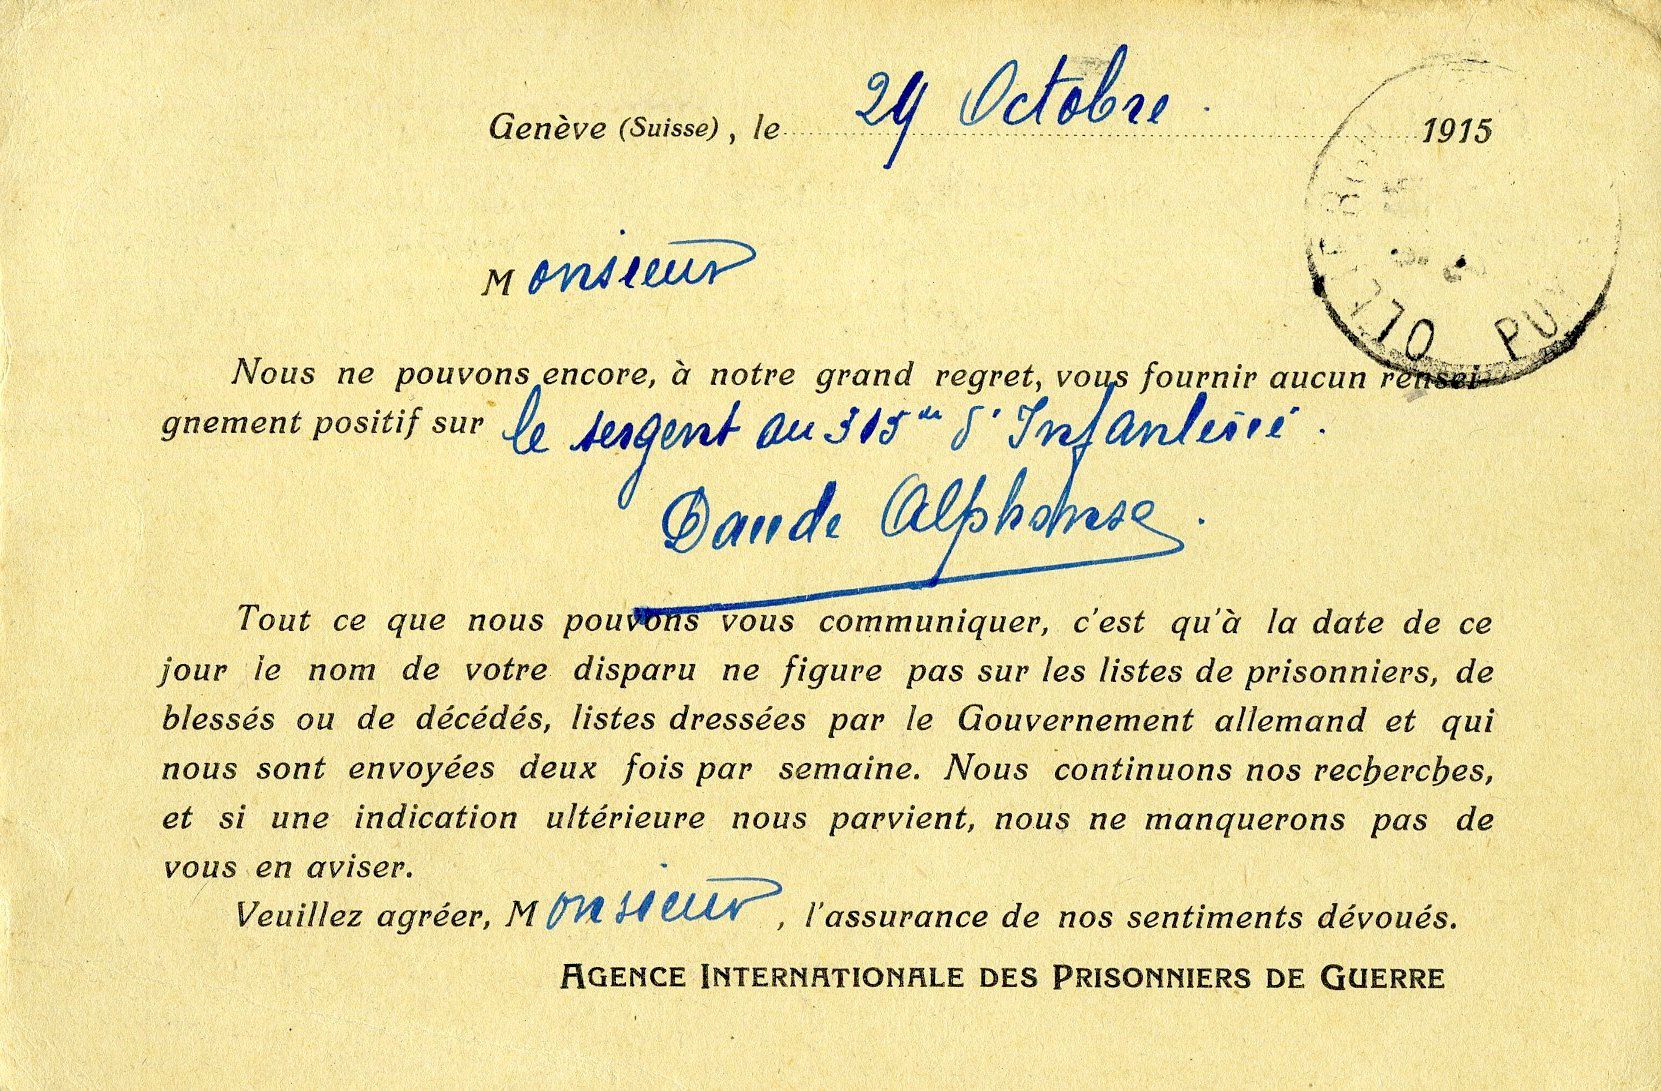 Genève (Suisse), le 29 Octobre 1915
Monsieur
Nous ne pouvons encore, à notre grand regret, vous fournir aucun rensei-
gnement positif sur le sergent au 315 d'Infanterie.
Daude Alphonse.
Tout ce que nous pouvons vous communiquer, c'est qu'à la date de ce
jour le nom de votre disparu ne figure pas sur les listes de prisonniers, de
blessés ou de décédés, listes dressées par le Gouvernement allemand et qui
nous sont envoyées deux fois par semaine. Nous continuons nos recherches,
et si une indication ultérieure nous parvient, nous ne manquerons pas de
vous en aviser.
Veuillez agréer, Monsieur, l'assurance de nos sentiments dévoués.
AGENCE INTERNATIONALE DES PRISONNIERS DE GUERRE